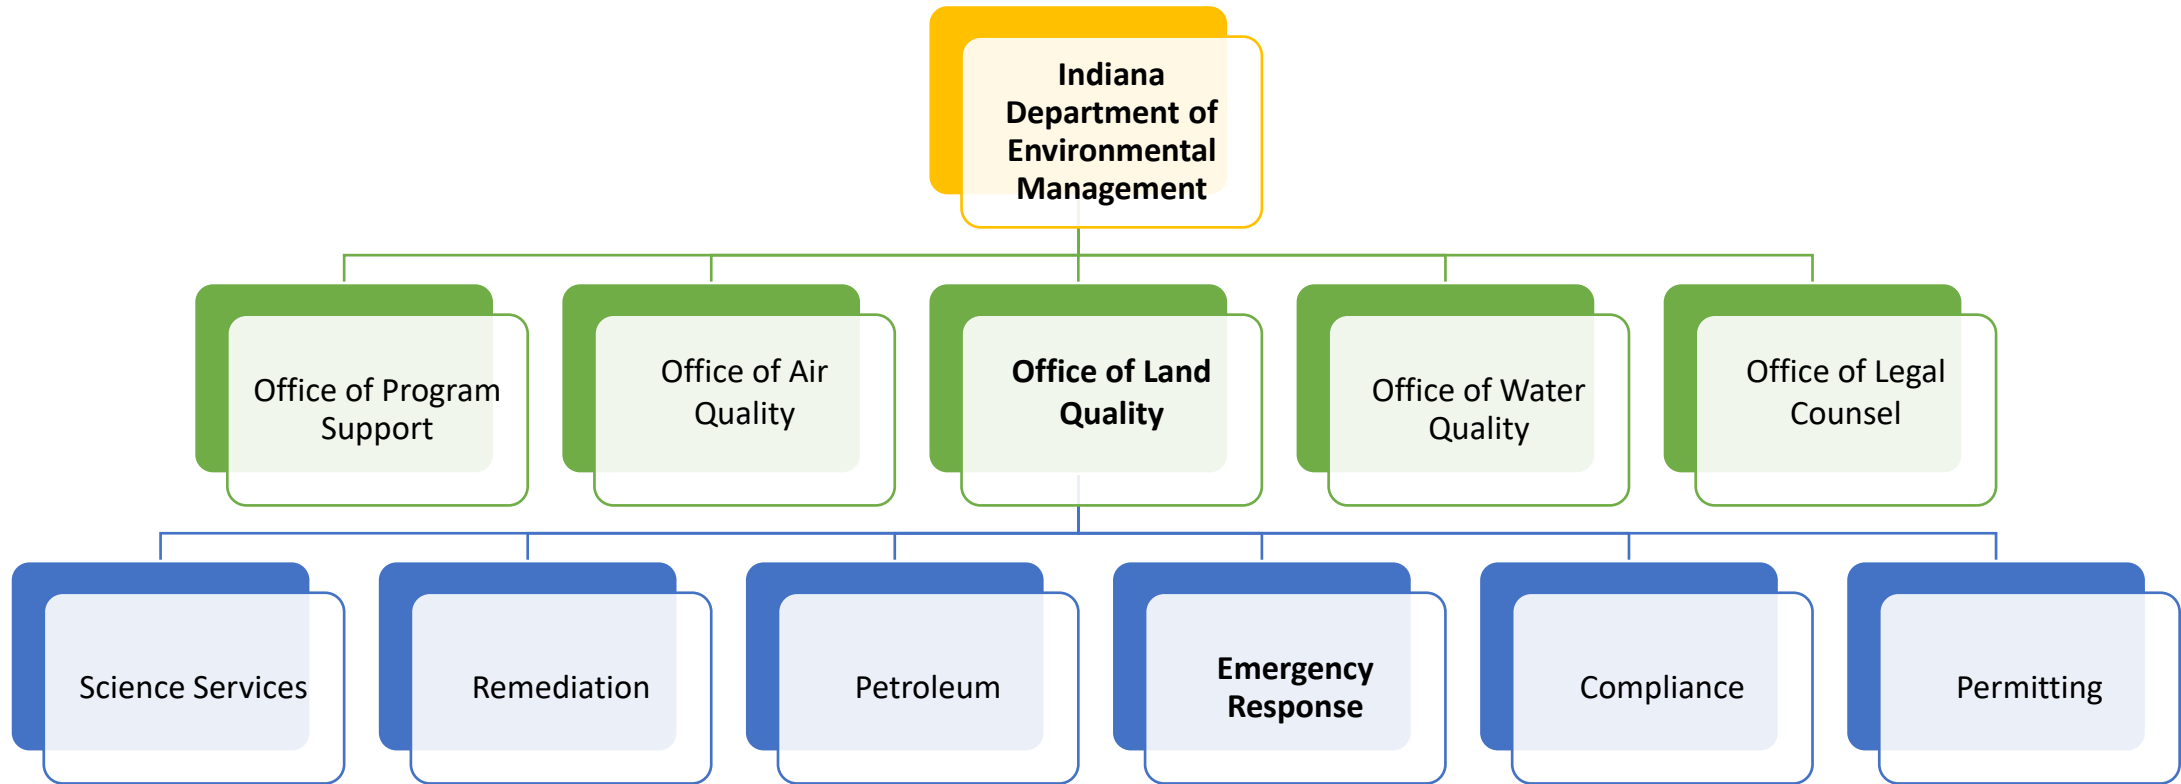 Indiana
Department of
Environmental
Management
Office of Program
Support
Office of Air
Quality
Office of Land
Quality
Office of Water
Quality
Office of Legal
Counsel
Science Services
Remediation
Petroleum
Emergency
Response
Compliance
Permitting